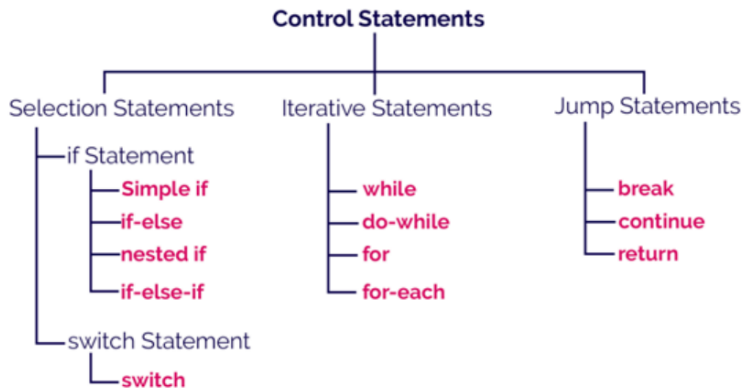 Control Statements
Selection Statements
if Statement
Simple if
if-else
nested if
if-else-if
switch Statement
switch
Iterative Statements
while
do-while
for
for-each
Jump Statements
break
continue
return